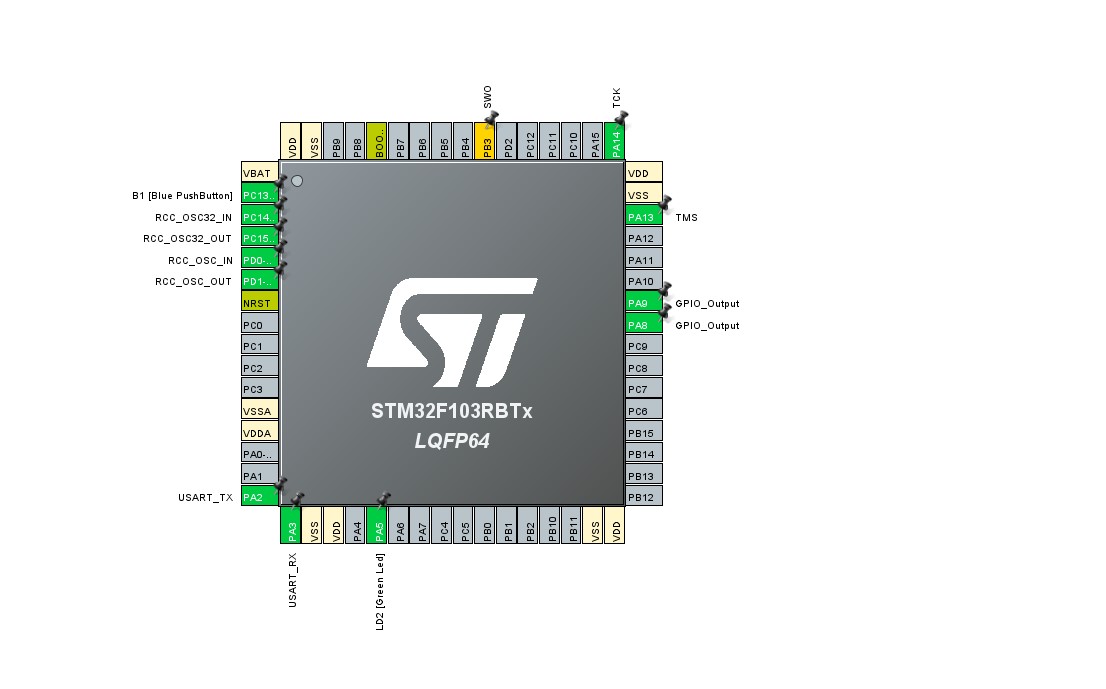 SWO
TCK
VDD
VSS
PB9
PB8
BOO..
PB7
PB6
PB5
PB4
PB3
PD2
PC12
PC11
PC10
PA15
PA14
VBAT
B1 [Blue PushButton]
PC13..
RCC_OSC32_IN
PC14..
RCC_OSC32_OUT
PC15..
RCC_OSC_IN
PD0-..
RCC_OSC_OUT
PD1-..
NRST
PC0
PC1
PC2
PC3
VSSA
VDDA
PA0-..
PA1
USART_TX
PA2
STM32F103RBTx
LQFP64
VDD
VSS
PA13
TMS
PA12
PA11
PA10
PA9
GPIO_Output
PA8
GPIO_Output
PC9
PC8
PC7
PC6
PB15
PB14
PB13
PB12
PA3
VSS
VDD
PA4
PA5
PA6
PA7
PC4
PC5
PB0
PB1
PB2
PB10
PB11
VSS
VDD
USART_RX
LD2 [Green Led]